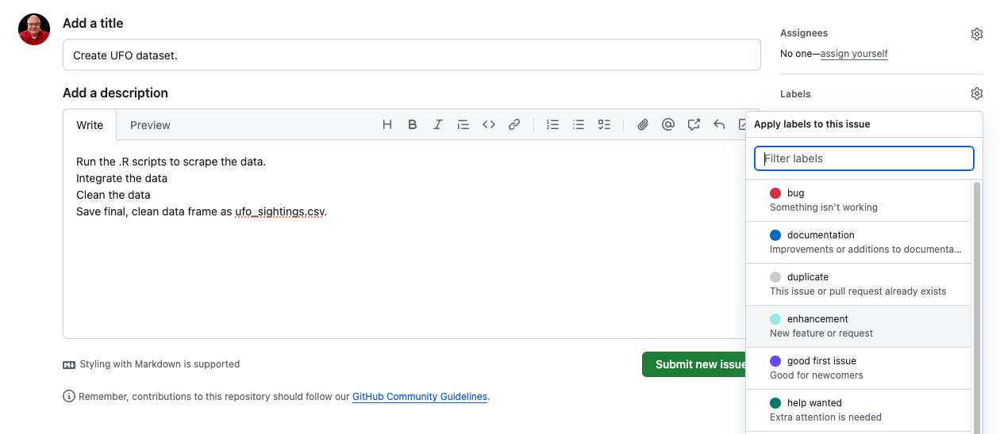 Add a title
Create UFO dataset.
Add a description
Write
Preview
Run the .R scripts to scrape the data.
Integrate the data
Clean the data
Save final, clean data frame as ufo_sightings.csv.
Styling with Markdown is supported
Submit new issue
Remember, contributions to this repository should follow our GitHub Community Guidelines.
Assignees
No one—assign yourself
Labels
Apply labels to this issue
Filter labels
bug
Something isn't working
documentation
Improvements or additions to documenta...
duplicate
This issue or pull request already exists
enhancement
New feature or request
good first issue
Good for newcomers
help wanted
Extra attention is needed